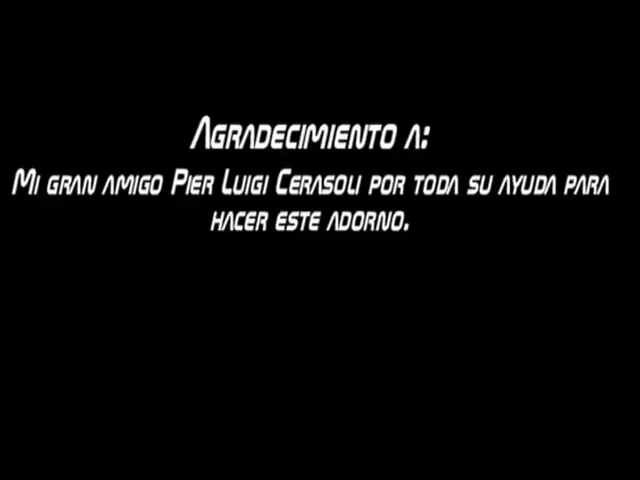 Agradecimiento a:
Mi gran amigo Pier Luigi Cerasoli por toda su ayuda para
hacer este adorno.